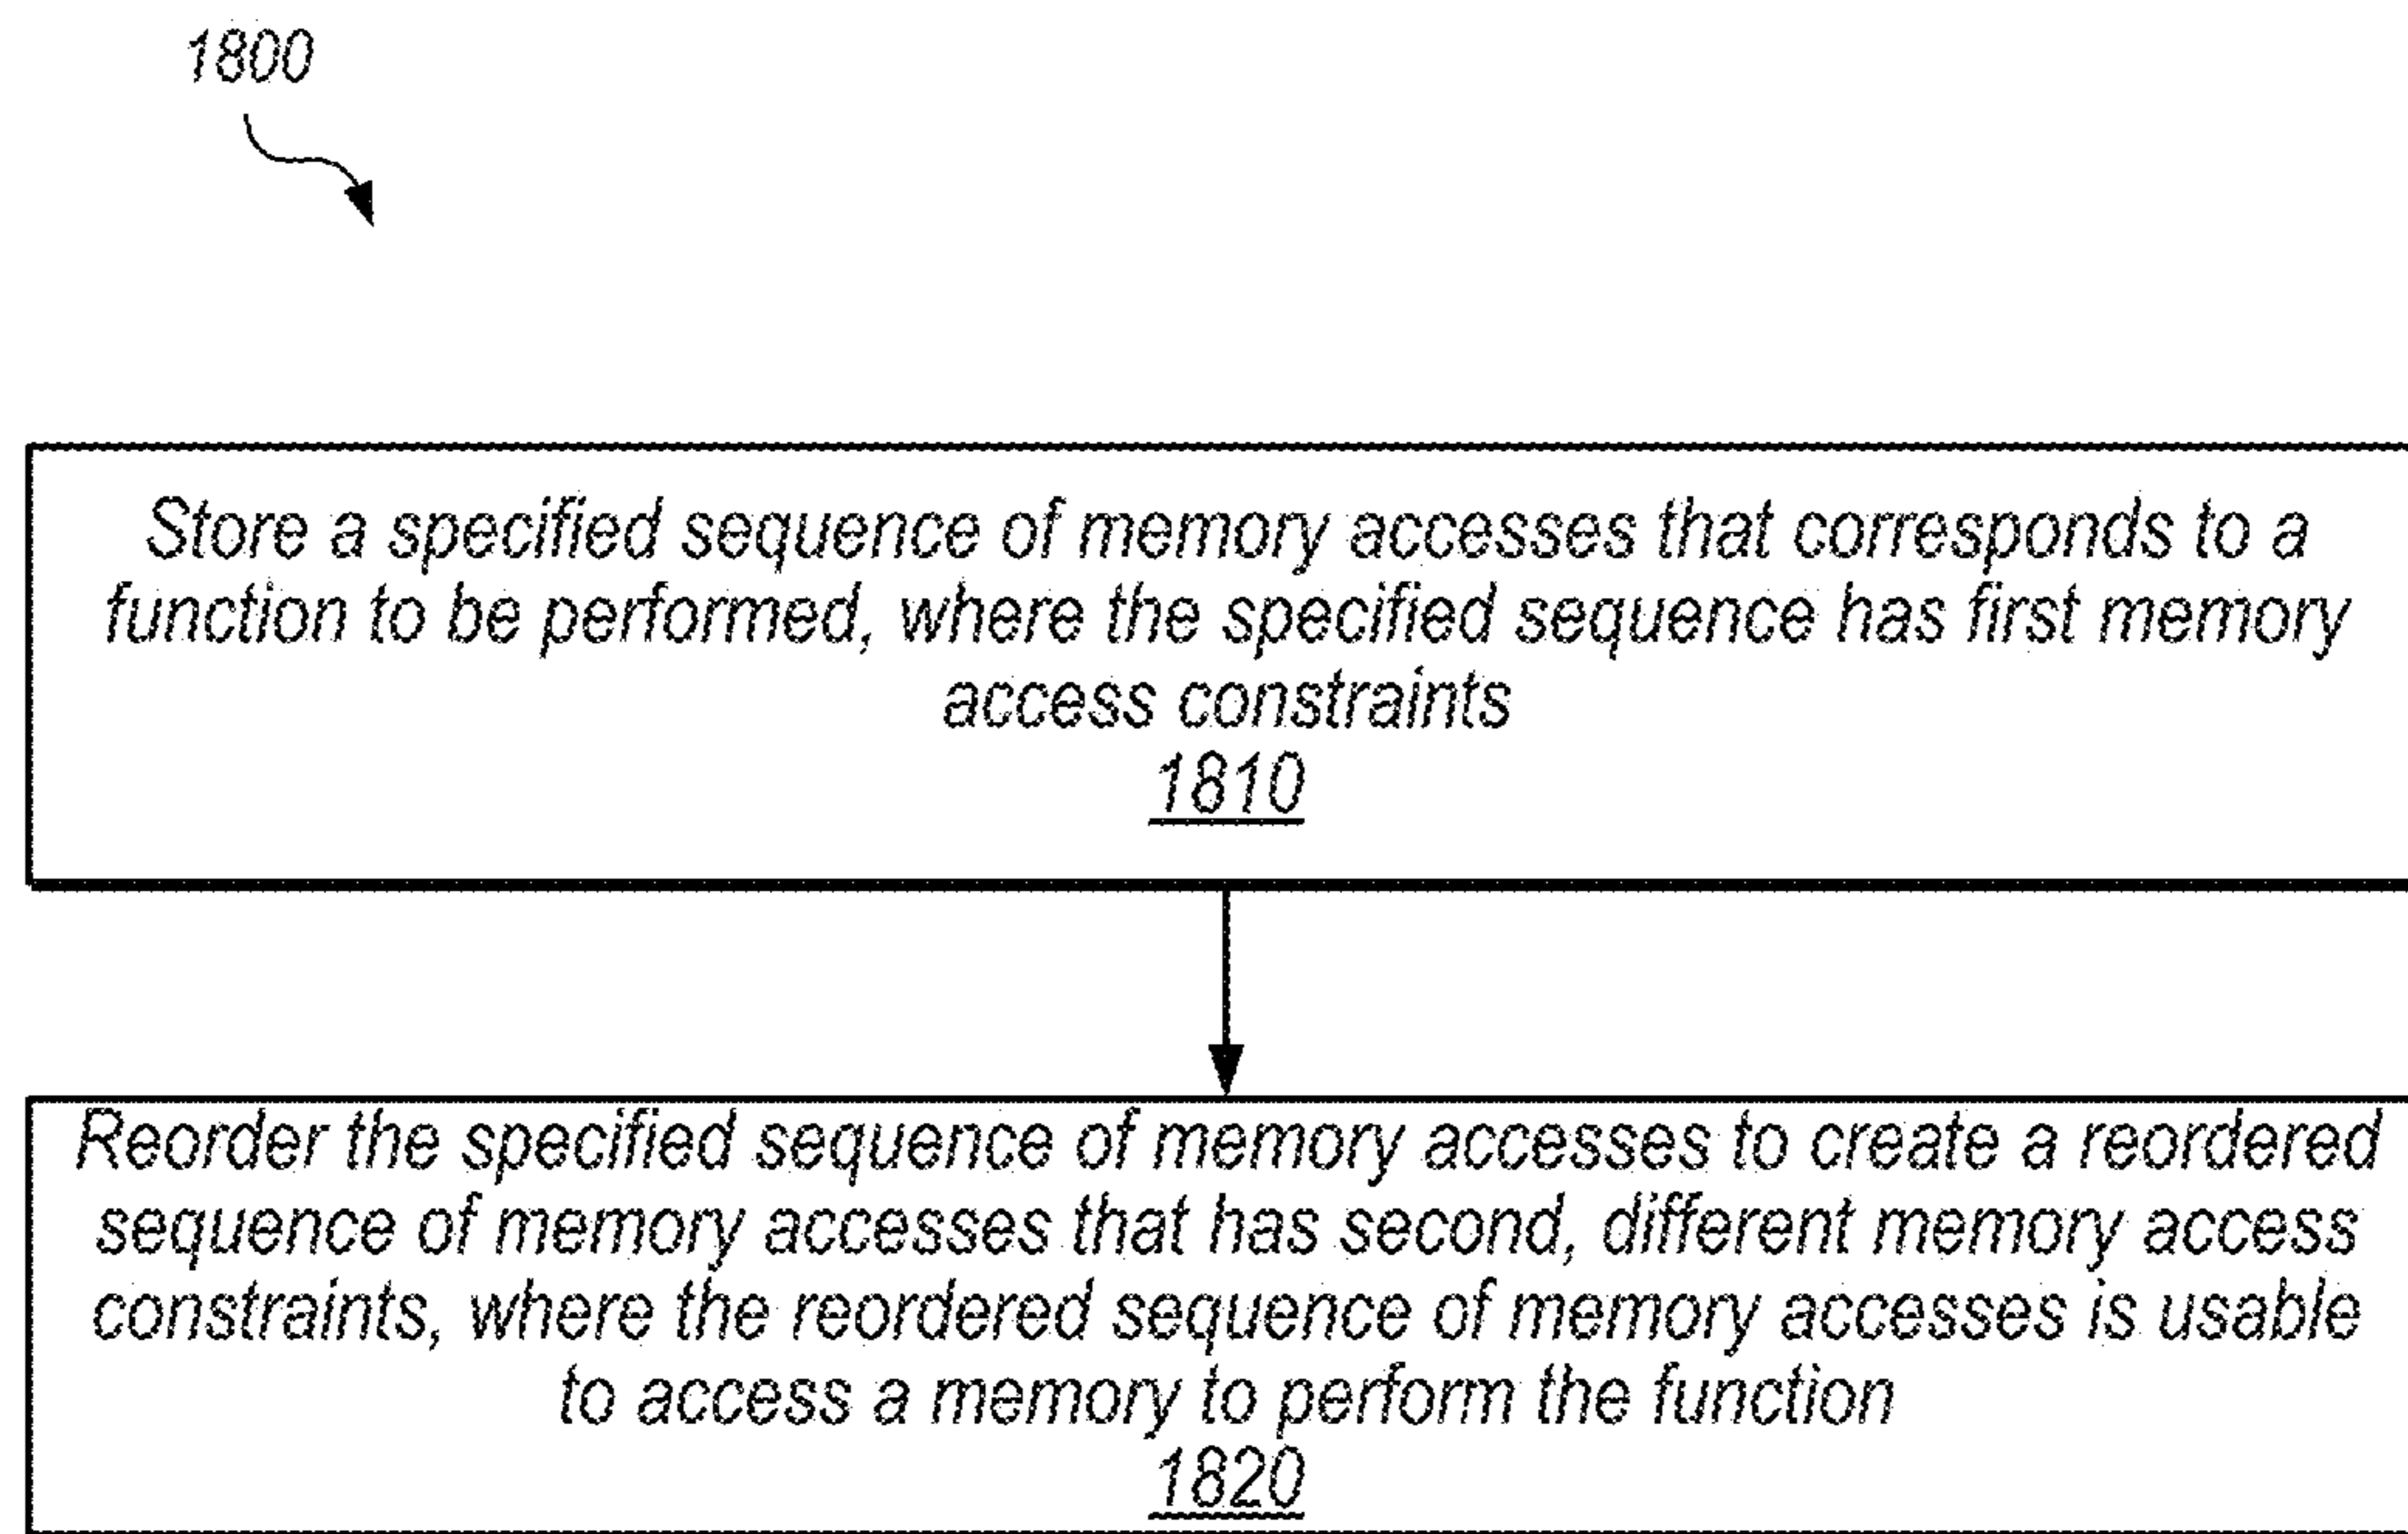 1800
Store a specified sequence of memory accesses that corresponds to a
function to be performed, where the specified sequence has first memory
access constraints
1810
Reorder the specified sequence of memory accesses to create a reordered
sequence of memory accesses that has second, different memory access
constraints, where the reordered sequence of memory accesses is usable
to access a memory to perform the function
1820